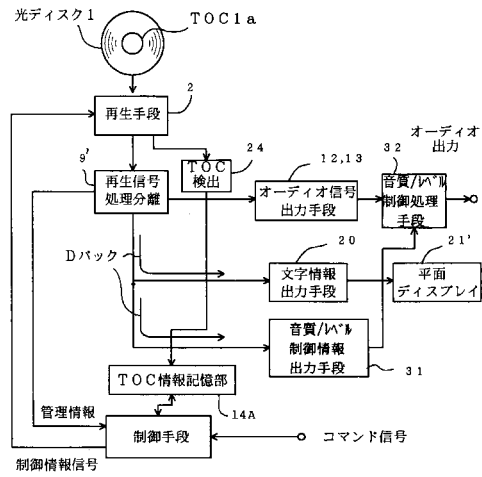 光ディスク1
TOC1a
再生手段
2
9'
再生信号
処理分離
TOC
検出
24
12,13
オーディオ信号
出力手段
32
音質/レベル
制御処理
手段
オーディオ
出力
Dパック
20
文字情報
出力手段
21'
平面
ディスプレイ
音質/レベル
制御情報
出力手段
31
TOC情報記憶部
14A
管理情報
制御手段
コマンド信号
制御情報信号